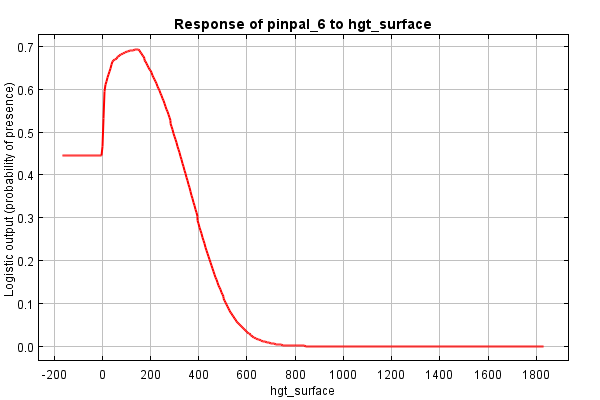 Response of pinpal_6 to hgt_surface
Logistic output (probability of presence)
0.7
0.6
0.5
0.4
0.3
0.2
0.1
0.0
-200 0 200 400 600 800 1000 1200 1400 1600 1800
hgt_surface